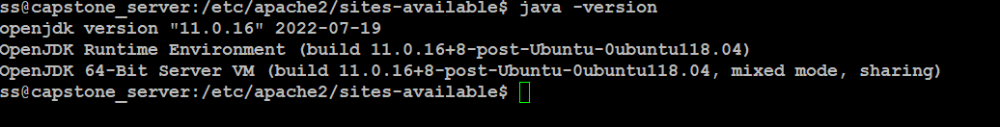 ss@capstone_server:/etc/apache2/sites-available$ java -version
openjdk version "11.0.16" 2022-07-19
OpenJDK Runtime Environment (build 11.0.16+8-post-Ubuntu-0ubuntu118.04)
OpenJDK 64-Bit Server VM (build 11.0.16+8-post-Ubuntu-0ubuntu118.04, mixed mode, sharing)
ss@capstone_server:/etc/apache2/sites-available$